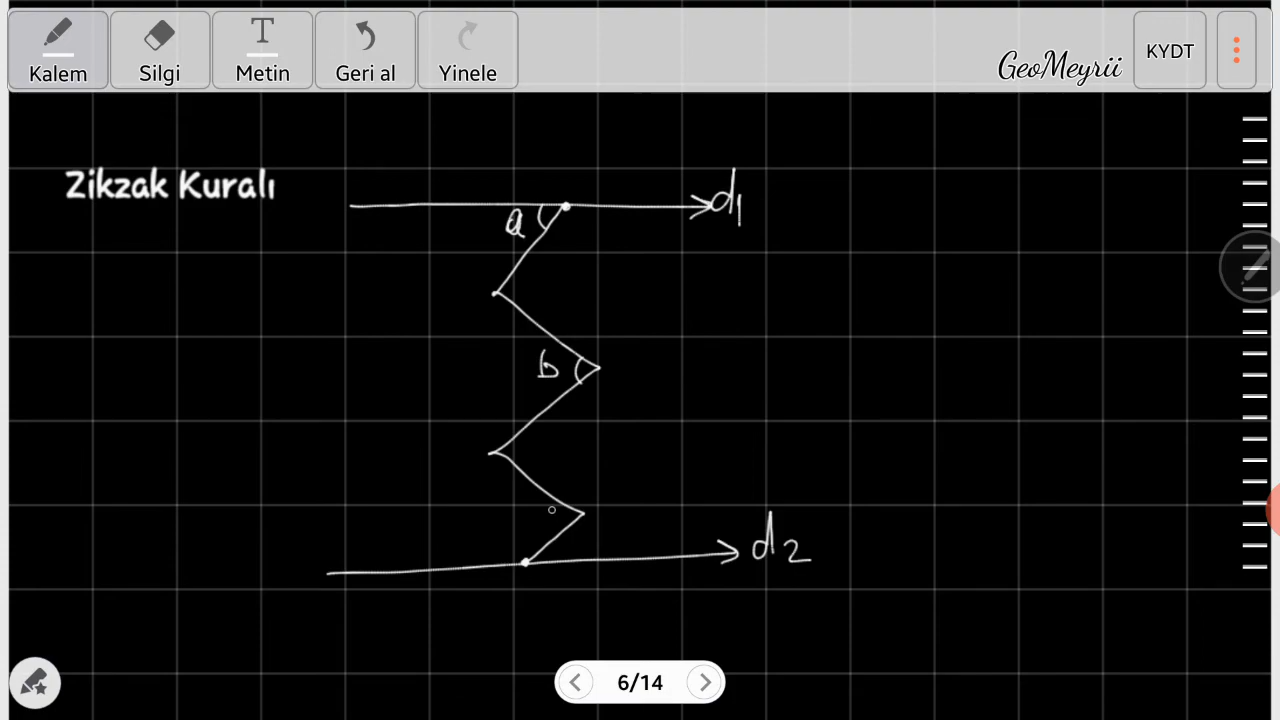 Kalem Silgi Metin Geri al Yinele GeoMeyrii KYDT
Zikzak Kuralı
d1
a
b
d2
6/14